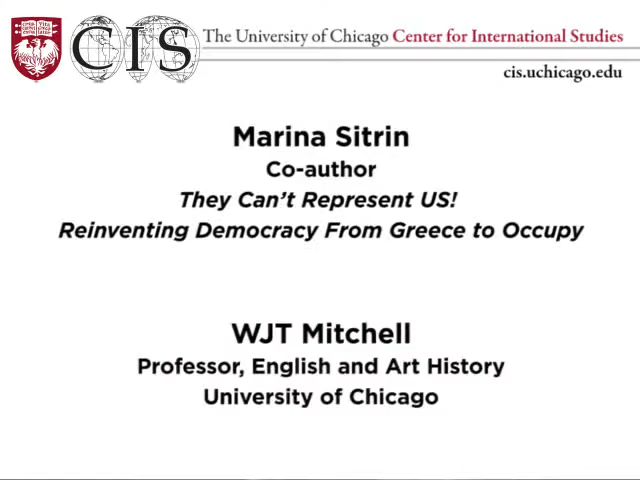 CIS
The University of Chicago Center for International Studies
cis.uchicago.edu
Marina Sitrin
Co-author
They Can't Represent US!
Reinventing Democracy From Greece to Occupy
WJT Mitchell
Professor, English and Art History
University of Chicago